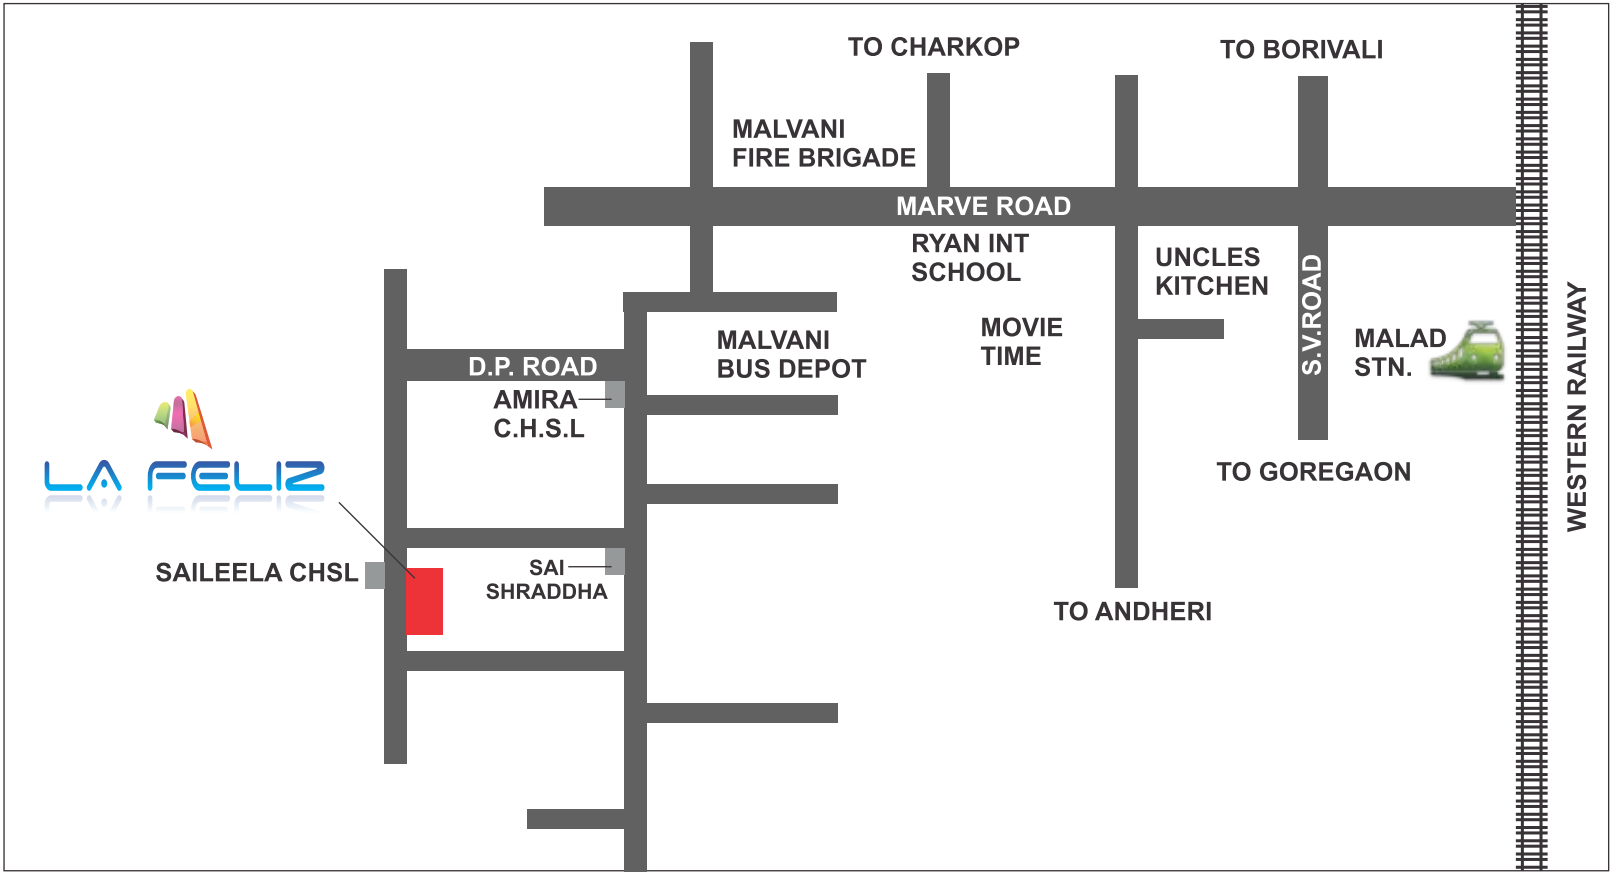 TO CHARKOP
TO BORIVALI
MALVANI
FIRE BRIGADE
MARVE ROAD
RYAN INT
SCHOOL
UNCLES
KITCHEN
S.V.ROAD
MOVIE
TIME
MALVANI
BUS DEPOT
MALAD
STN.
WESTERN RAILWAY
D.P. ROAD
AMIRA
C.H.S.L
LA FELIZ
TO GOREGAON
SAILEELA CHSL
SAI
SHRADDHA
TO ANDHERI